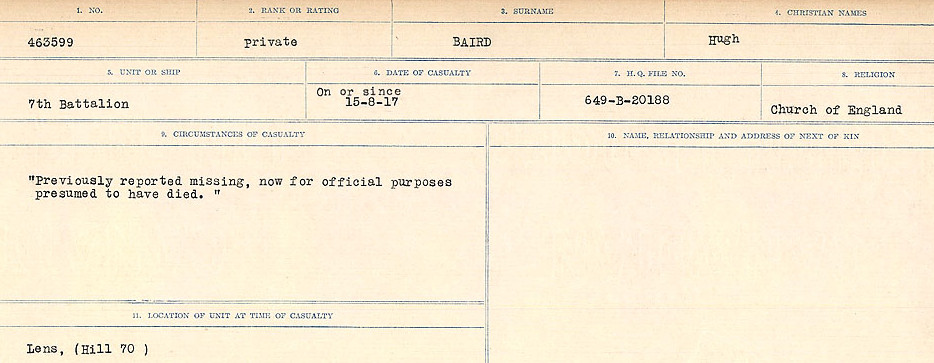 1. NO. 2. RANK OR RATING 3. SURNAME 4. CHRISTIAN NAMES
463599 private BAIRD Hugh
5. UNIT OR SHIP 6. DATE OF CASUALTY 7. H.Q. FILE NO. 8. RELIGION
7th Battalion On or since 15-8-17 649-B-20188 Church of England
9. CIRCUMSTANCES OF CASUALTY 10. NAME, RELATIONSHIP AND ADDRESS OF NEXT OF KIN
"Previously reported missing, now for official purposes
presumed to have died. "
11. LOCATION OF UNIT AT TIME OF CASUALTY
Lens, (Hill 70 )